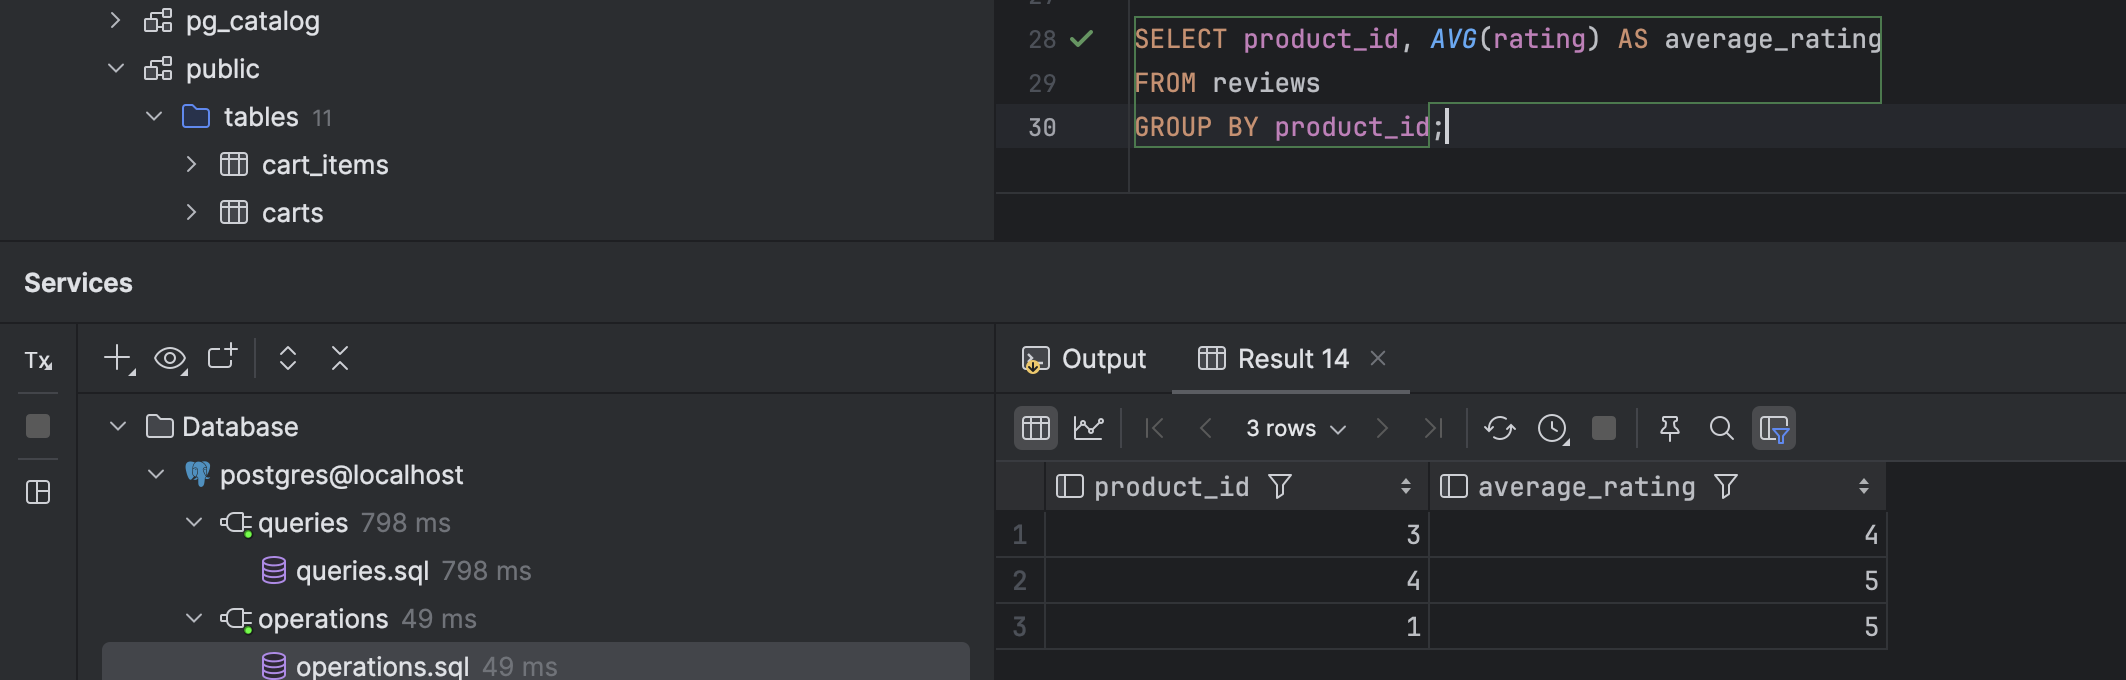 pg_catalog
public
tables 11
cart_items
carts
28 SELECT product_id, AVG(rating) AS average_rating
29 FROM reviews
30 GROUP BY product_id;
Services
Tx
Database
postgres@localhost
queries 798 ms
queries.sql 798 ms
operations 49 ms
operations.sql 49 ms
Output
Result 14
3 rows
product_id average_rating
1 3 4
2 4 5
3 1 5